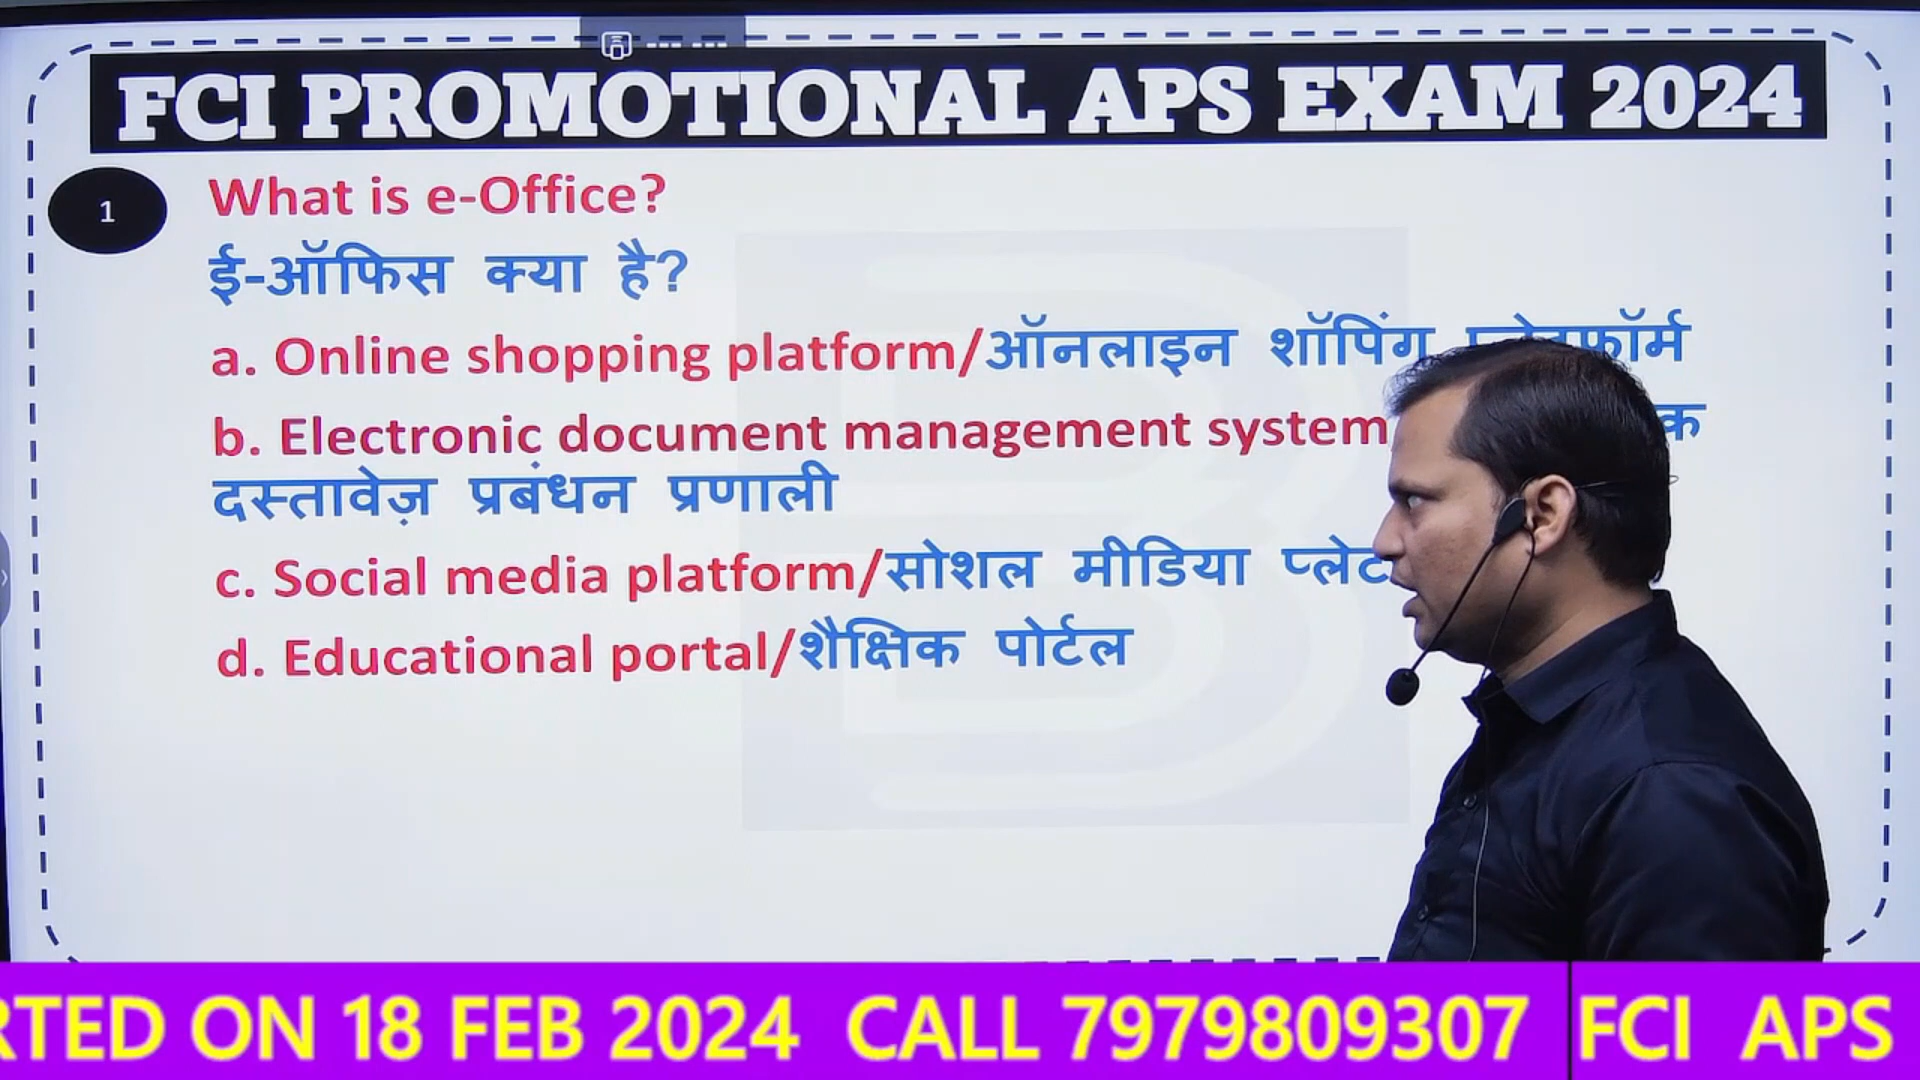 FCI PROMOTIONAL APS EXAM 2024
1
What is e-Office?
ई-ऑफिस क्या है?
a. Online shopping platform/ऑनलाइन शॉपिंग
b. Electronic document management system
दस्तावेज़ प्रबंधन प्रणाली
c. Social media platform/सोशल मीडिया
d. Educational portal/शैक्षिक पोर्टल
ON 18 FEB 2024 CALL 7979809307 FCI APS